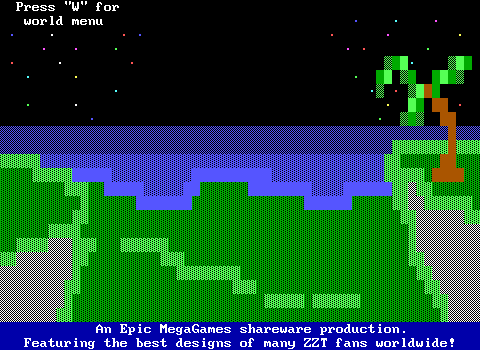 Press "W" for
world menu
An Epic MegaGames shareware production.
Featuring the best designs of many ZZT fans worldwide!